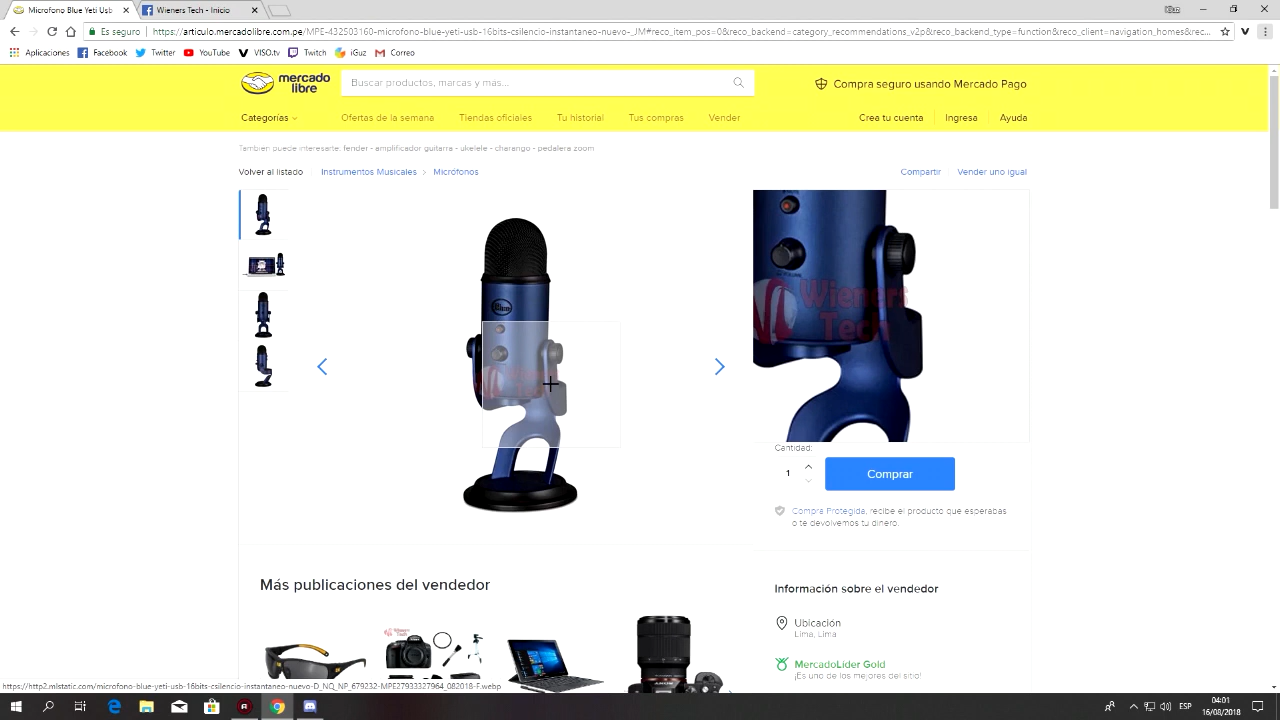 Microfono Blue Yeti Usb
Wieners Tech - Inicio
Es seguro
https://articulo.mercadolibre.com.pe/MPE-432503160-microfono-blue-yeti-usb-16bits-csilencio-instantaneo-nuevo-_JM#reco_item_pos=0&reco_backend=category_recommendations_v2p&reco_backend_type=function&reco_client=navigation_homes&rec...
Aplicaciones Facebook Twitter YouTube VISO.tv Twitch iGuz Correo
mercado
libre
Buscar productos, marcas y más...
Compra seguro usando Mercado Pago
Categorías Ofertas de la semana Tiendas oficiales Tu historial Tus compras Vender Crea tu cuenta Ingresa Ayuda
También puede interesarte: fender - amplificador guitarra - ukelele - charango - pedalera zoom
Volver al listado Instrumentos Musicales Micrófonos Compartir Vender uno igual
Blue
Wieners
Tech
Cantidad:
1 Comprar
Compra Protegida, recibe el producto que esperabas
o te devolvemos tu dinero.
Más publicaciones del vendedor
Información sobre el vendedor
Ubicación
Lima, Lima
MercadoLíder Gold
¡Es uno de los mejores del sitio!
https://http2.mlstatic.com/microfono-blue-yeti-usb-16bits-csilencio-instantaneo-nuevo-D_NQ_NP_679232-MPE27933327964_082018-F.webp
ESP
04:01
16/08/2018